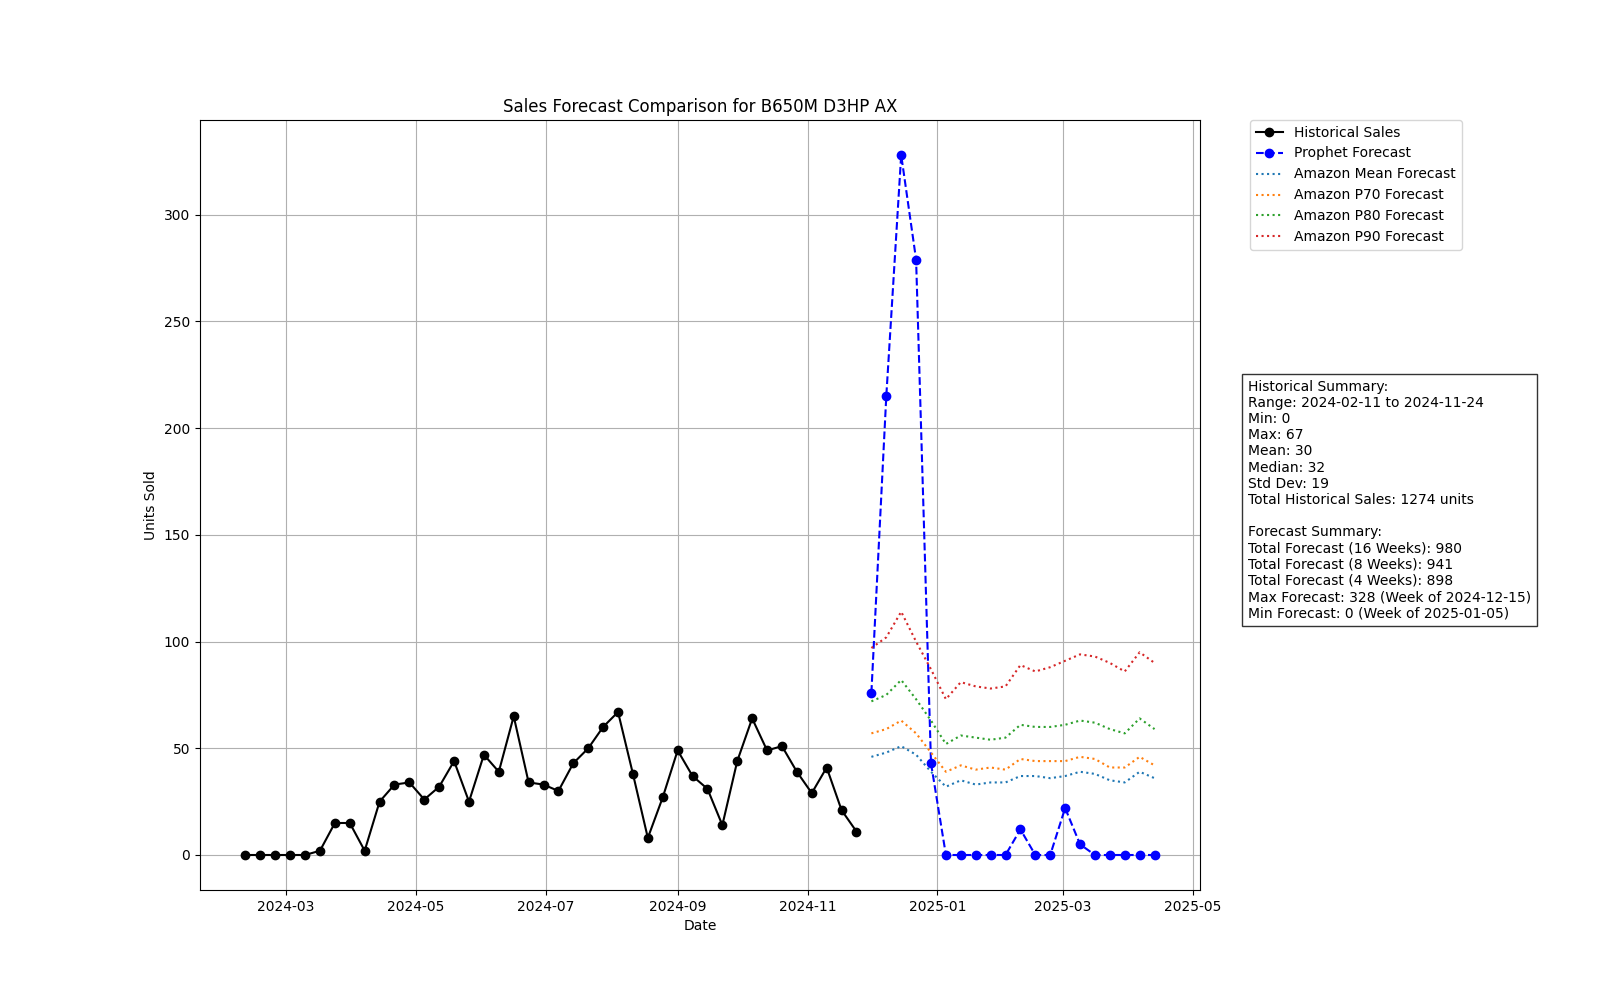 Sales Forecast Comparison for B650M D3HP AX
Historical Sales
Prophet Forecast
Amazon Mean Forecast
Amazon P70 Forecast
Amazon P80 Forecast
Amazon P90 Forecast
300
250
200
150
100
50
0
Units Sold
2024-03
2024-05
2024-07
2024-09
2024-11
2025-01
2025-03
2025-05
Date
Historical Summary:
Range: 2024-02-11 to 2024-11-24
Min: 0
Max: 67
Mean: 30
Median: 32
Std Dev: 19
Total Historical Sales: 1274 units
Forecast Summary:
Total Forecast (16 Weeks): 980
Total Forecast (8 Weeks): 941
Total Forecast (4 Weeks): 898
Max Forecast: 328 (Week of 2024-12-15)
Min Forecast: 0 (Week of 2025-01-05)